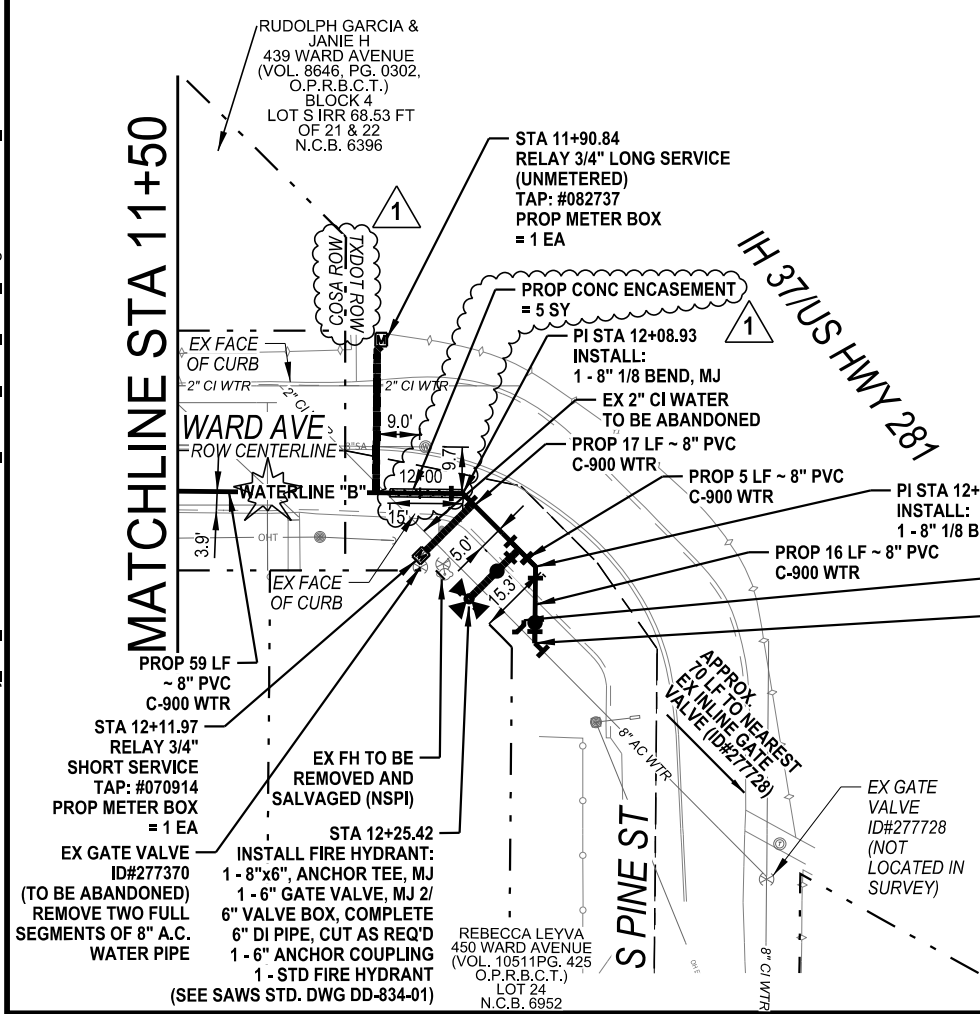 RUDOLPH GARCIA &
JANIE H
439 WARD AVENUE
(VOL. 8646, PG. 0302,
O.P.R.B.C.T.)
BLOCK 4
LOT S IRR 68.53 FT
OF 21 & 22
N.C.B. 6396
MATCHLINE STA 11+50
STA 11+90.84
RELAY 3/4" LONG SERVICE
(UNMETERED)
TAP: #082737
PROP METER BOX
= 1 EA
1
COSA ROW
TXDOT ROW
IH 37/US HWY 281
PROP CONC ENCASEMENT
= 5 SY
1
PI STA 12+08.93
INSTALL:
1 - 8" 1/8 BEND, MJ
EX 2" CI WATER
TO BE ABANDONED
PROP 17 LF ~ 8" PVC
C-900 WTR
PROP 5 LF ~ 8" PVC
C-900 WTR
PI STA 12+
INSTALL:
1 - 8" 1/8 B
PROP 16 LF ~ 8" PVC
C-900 WTR
EX FACE
OF CURB
2" CI WTR
2" CI
2" CI WTR
WARD AVE
ROW CENTERLINE
9.0'
9.7'
12+00
WATERLINE "B"
15'
3.9'
OHT
5.0'
15.3'
EX FACE
OF CURB
M
M
PROP 59 LF
~ 8" PVC
C-900 WTR
STA 12+11.97
RELAY 3/4"
SHORT SERVICE
TAP: #070914
PROP METER BOX
= 1 EA
EX GATE VALVE
ID#277370
(TO BE ABANDONED)
REMOVE TWO FULL
SEGMENTS OF 8" A.C.
WATER PIPE
EX FH TO BE
REMOVED AND
SALVAGED (NSPI)
STA 12+25.42
INSTALL FIRE HYDRANT:
1 - 8"x6", ANCHOR TEE, MJ
1 - 6" GATE VALVE, MJ 2/
6" VALVE BOX, COMPLETE
6" DI PIPE, CUT AS REQ'D
1 - 6" ANCHOR COUPLING
1 - STD FIRE HYDRANT
(SEE SAWS STD. DWG DD-834-01)
REBECCA LEYVA
450 WARD AVENUE
(VOL. 10511PG. 425
O.P.R.B.C.T.)
LOT 24
N.C.B. 6952
S PINE ST
8" AC WTR
APPROX.
70 LF TO NEAREST
EX INLINE GATE
VALVE (ID#277728)
EX GATE
VALVE
ID#277728
(NOT
LOCATED IN
SURVEY)
8" CI WTR